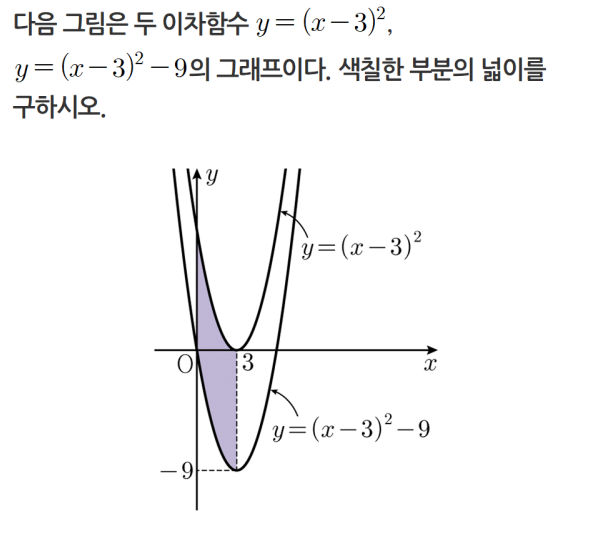 다음 그림은 두 이차함수 y=(x-3)²,
y=(x-3)²-9의 그래프이다. 색칠한 부분의 넓이를
구하시오.
y
y=(x-3)²
O
3
x
y=(x-3)²-9
-9